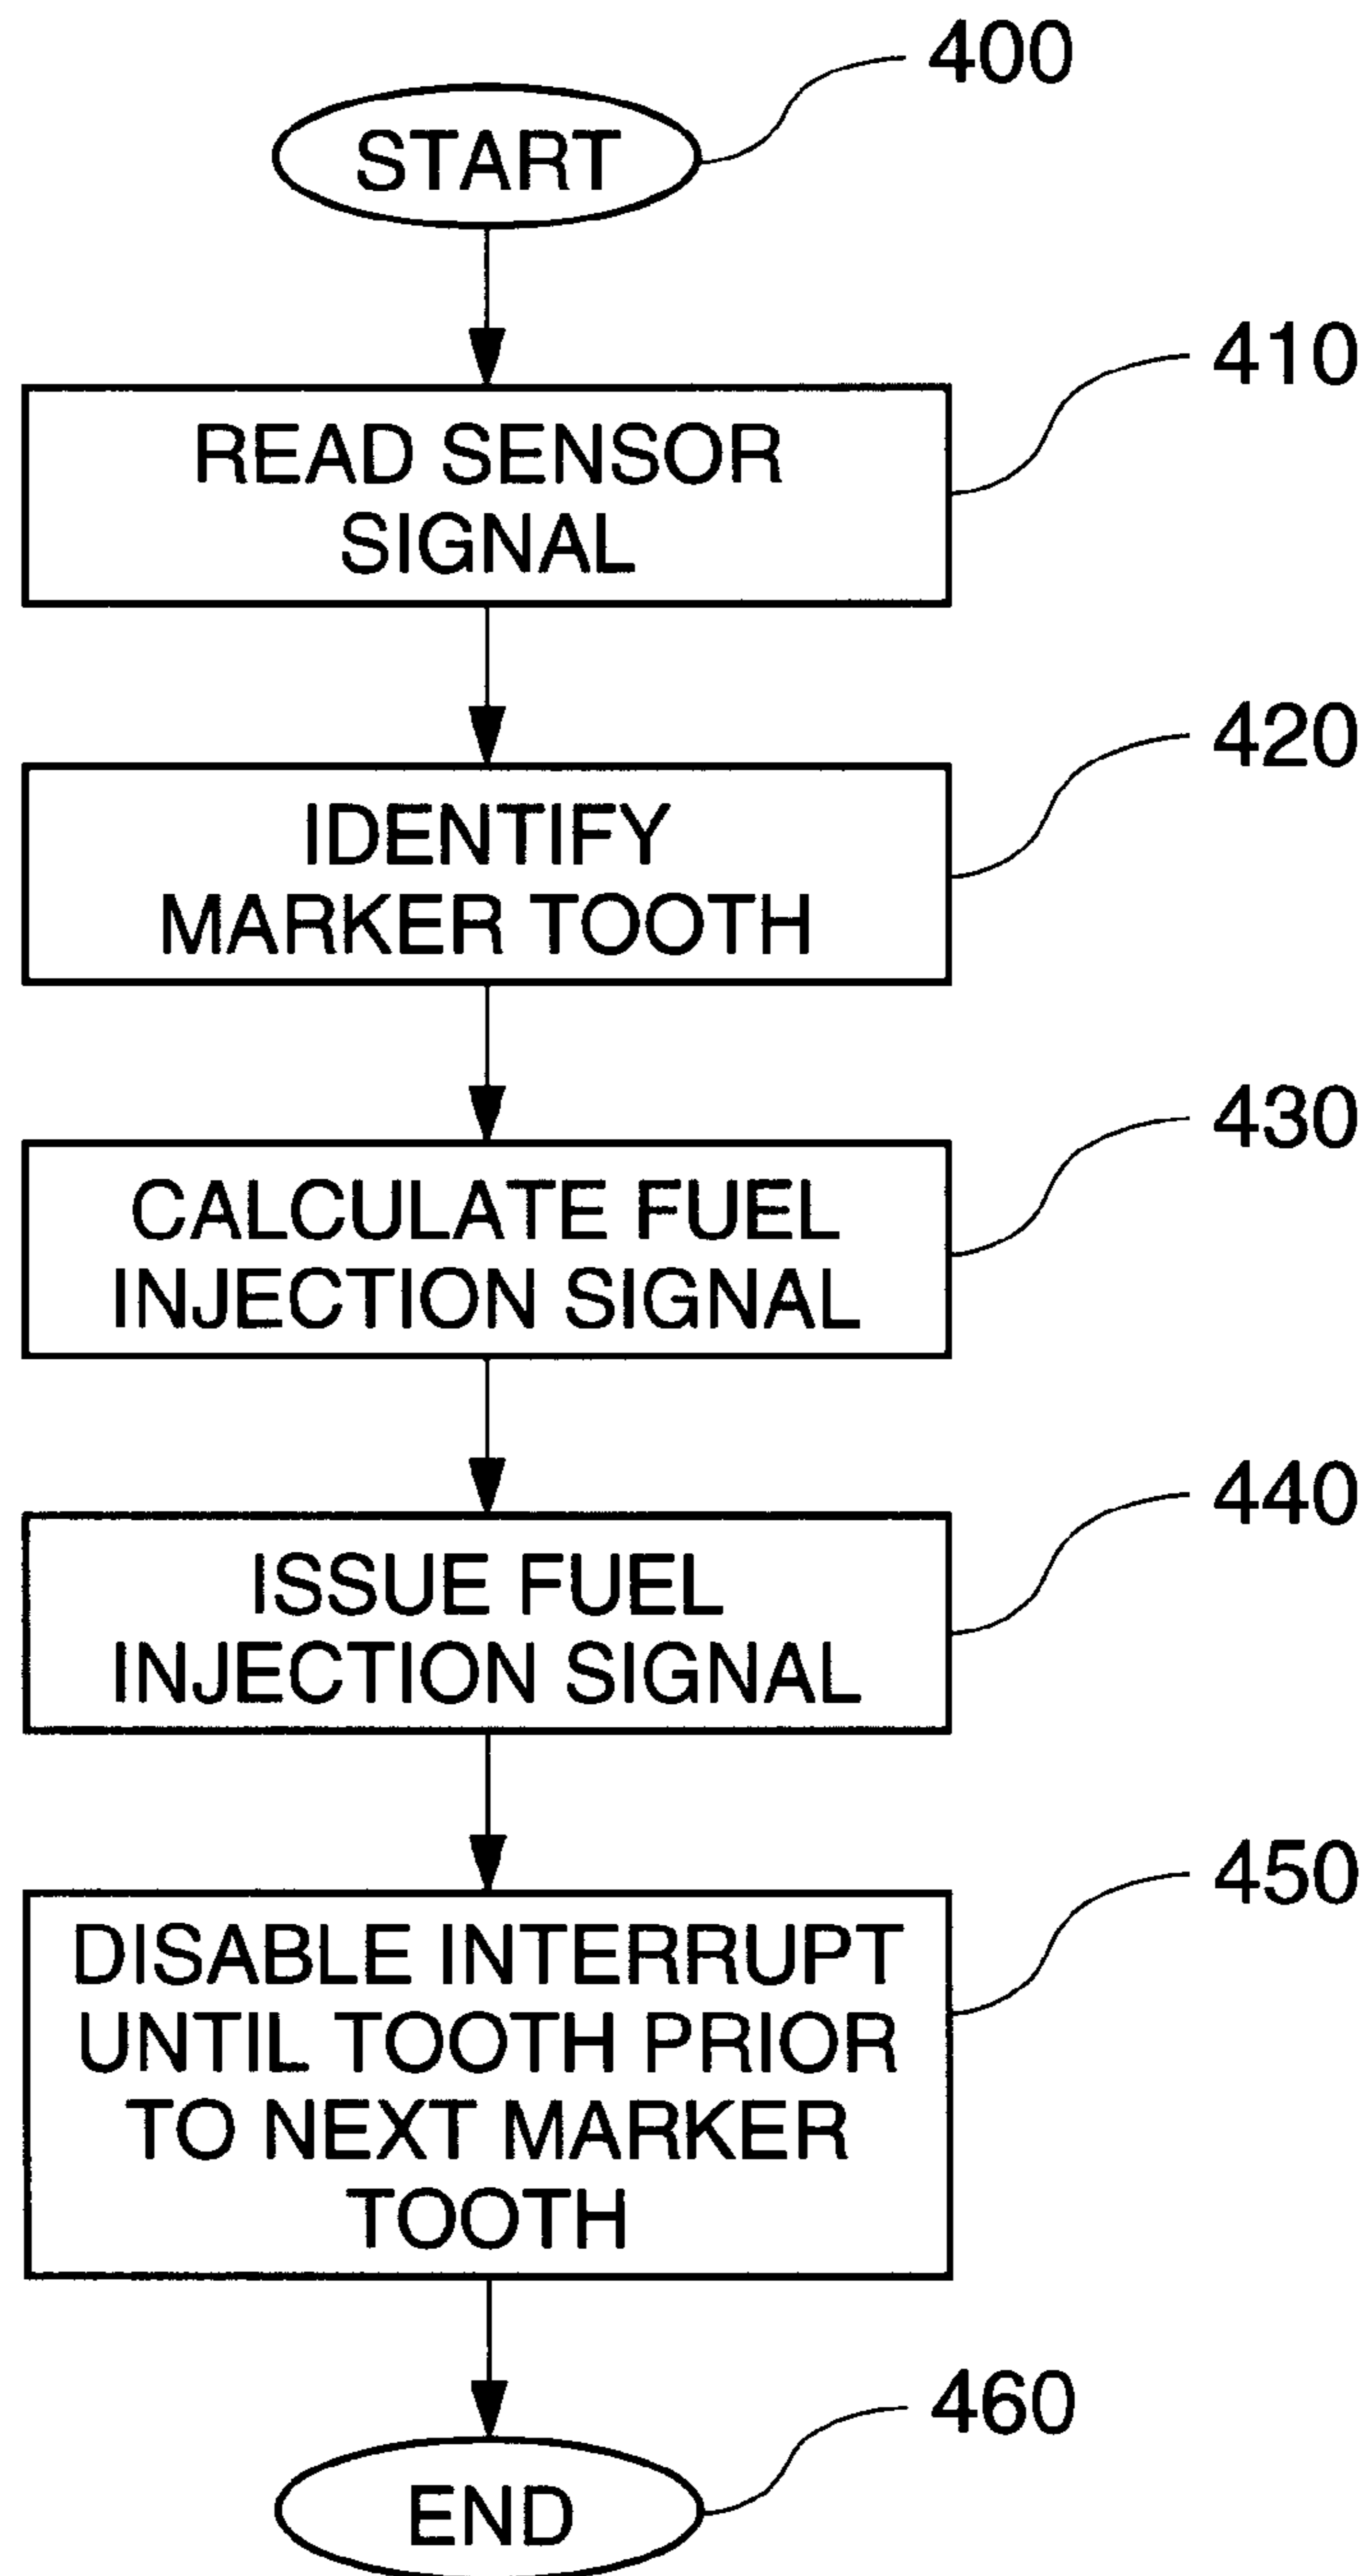 400
START
410
READ SENSOR
SIGNAL
420
IDENTIFY
MARKER TOOTH
430
CALCULATE FUEL
INJECTION SIGNAL
440
ISSUE FUEL
INJECTION SIGNAL
450
DISABLE INTERRUPT
UNTIL TOOTH PRIOR
TO NEXT MARKER
TOOTH
460
END